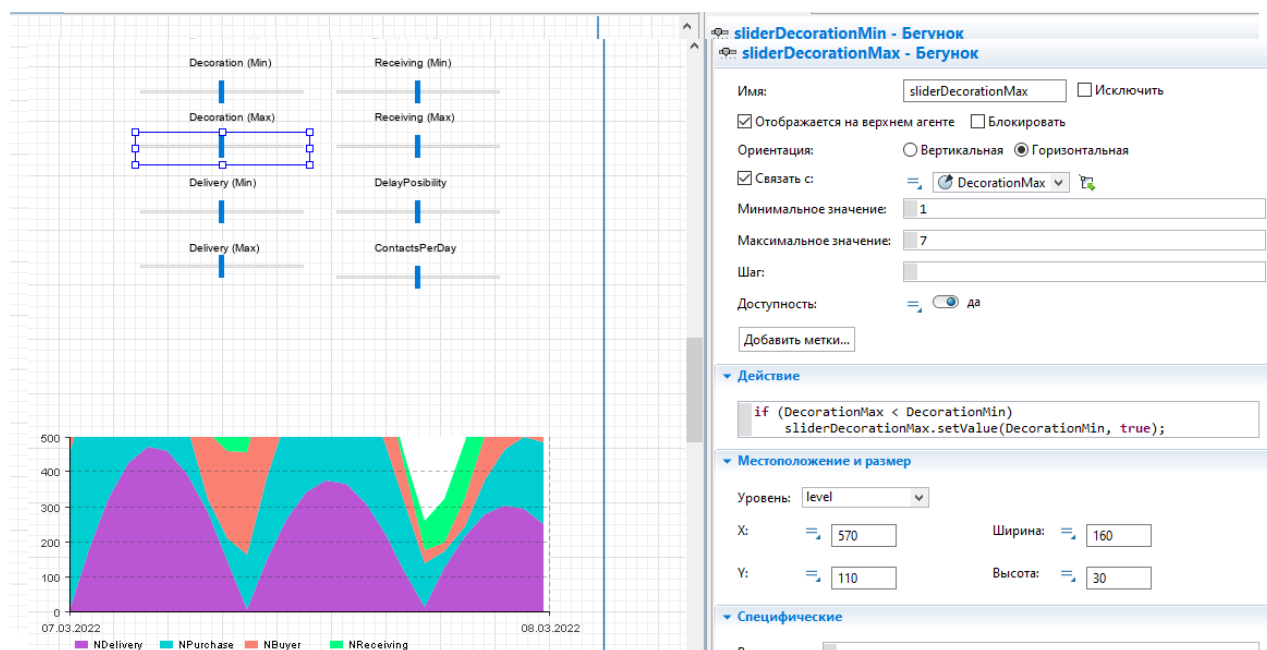 sliderDecorationMin - Бегунок
sliderDecorationMax - Бегунок
Decoration (Min)
Receiving (Min)
Decoration (Max)
Receiving (Max)
Delivery (Min)
DelayPosibility
Delivery (Max)
ContactsPerDay
Имя:
sliderDecorationMax
Исключить
Отображается на верхнем агенте
Блокировать
Ориентация:
Вертикальная
Горизонтальная
Связать с:
DecorationMax
Минимальное значение:
1
Максимальное значение:
7
Шаг:
Доступность:
да
Добавить метки...
Действие
if (DecorationMax < DecorationMin)
sliderDecorationMax.setValue(DecorationMin, true);
Местоположение и размер
Уровень:
level
X:
570
Ширина:
160
Y:
110
Высота:
30
Специфические
500
400
300
200
100
0
07.03.2022
08.03.2022
NDelivery
NPurchase
NBuyer
NReceiving